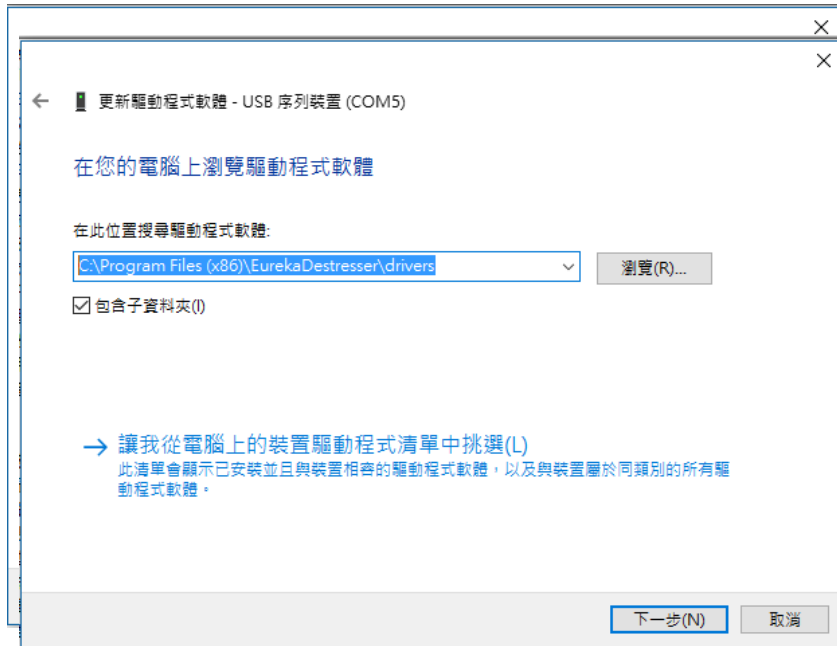 更新驅動程式軟體 - USB 序列裝置 (COM5)
在您的電腦上瀏覽驅動程式軟體
在此位置搜尋驅動程式軟體:
C:\Program Files (x86)\EurekaDestresser\drivers
瀏覽(R)...
包含子資料夾(I)
讓我從電腦上的裝置驅動程式清單中挑選(L)
此清單會顯示已安裝並且與裝置相容的驅動程式軟體，以及與裝置屬於同類別的所有驅
動程式軟體。
下一步(N)
取消